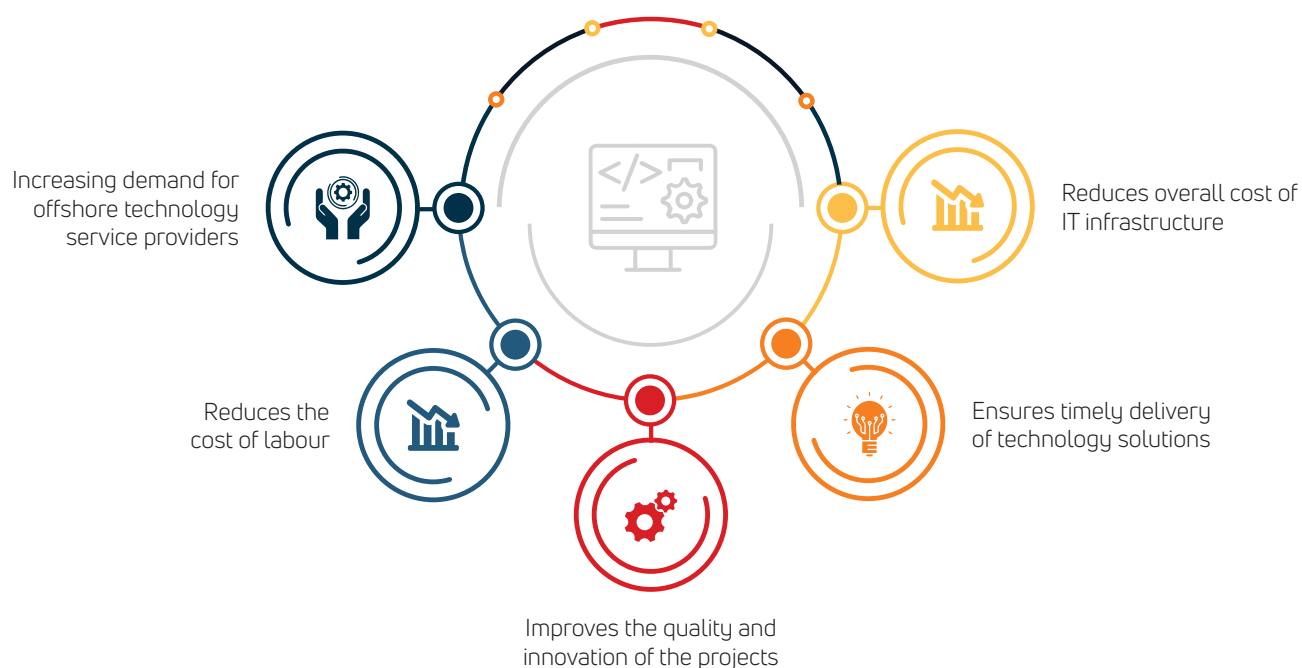 Increasing demand for
offshore technology
service providers
Reduces the
cost of labour
Improves the quality and
innovation of the projects
Ensures timely delivery
of technology solutions
Reduces overall cost of
IT infrastructure